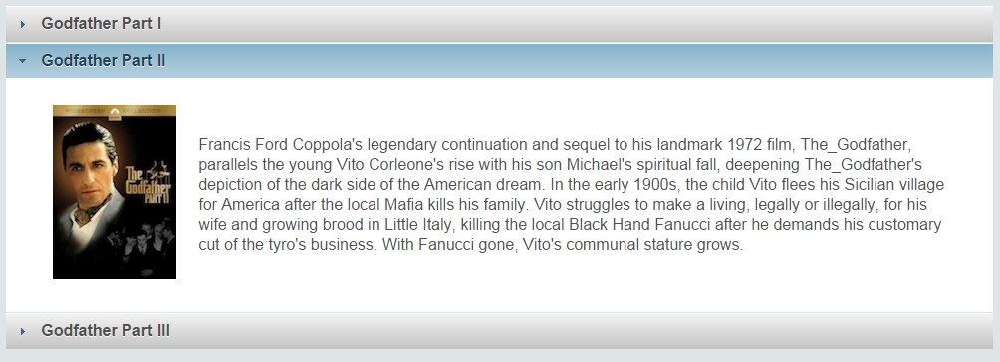 Godfather Part I
Godfather Part II
WIDESCREEN COLLECTION
The
Godfather
PART II
Francis Ford Coppola's legendary continuation and sequel to his landmark 1972 film, The_Godfather,
parallels the young Vito Corleone's rise with his son Michael's spiritual fall, deepening The_Godfather's
depiction of the dark side of the American dream. In the early 1900s, the child Vito flees his Sicilian village
for America after the local Mafia kills his family. Vito struggles to make a living, legally or illegally, for his
wife and growing brood in Little Italy, killing the local Black Hand Fanucci after he demands his customary
cut of the tyro's business. With Fanucci gone, Vito's communal stature grows.
Godfather Part III